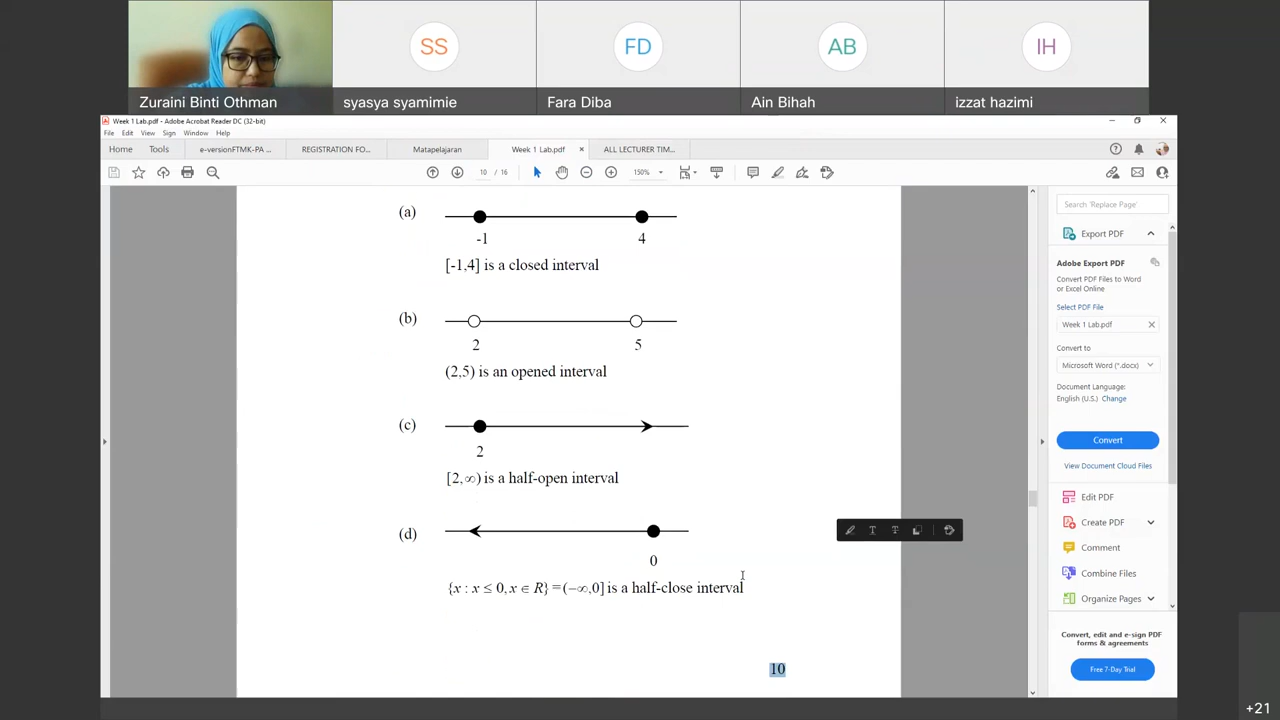 SS
FD
AB
IH
Zuraini Binti Othman
syasya syamimie
Fara Diba
Ain Bihah
izzat hazimi
Week 1 Lab.pdf - Adobe Acrobat Reader DC (32-bit)
File Edit View Sign Window Help
Home Tools e-versionFTMK-PA ... REGISTRATION FO... Matapelajaran Week 1 Lab.pdf × ALL LECTURER TIM...
10 / 16 150%
(a)
-1 4
[-1,4] is a closed interval
(b)
2 5
(2,5) is an opened interval
(c)
2
[2,∞) is a half-open interval
(d)
0
{x : x ≤ 0, x ∈ R} = (−∞,0] is a half-close interval
10
Search 'Replace Page'
Export PDF
Adobe Export PDF
Convert PDF Files to Word
or Excel Online
Select PDF File
Week 1 Lab.pdf
Convert to
Microsoft Word (*.docx)
Document Language:
English (U.S.) Change
Convert
View Document Cloud Files
Edit PDF
Create PDF
Comment
Combine Files
Organize Pages
Convert, edit and e-sign PDF
forms & agreements
Free 7-Day Trial
+21